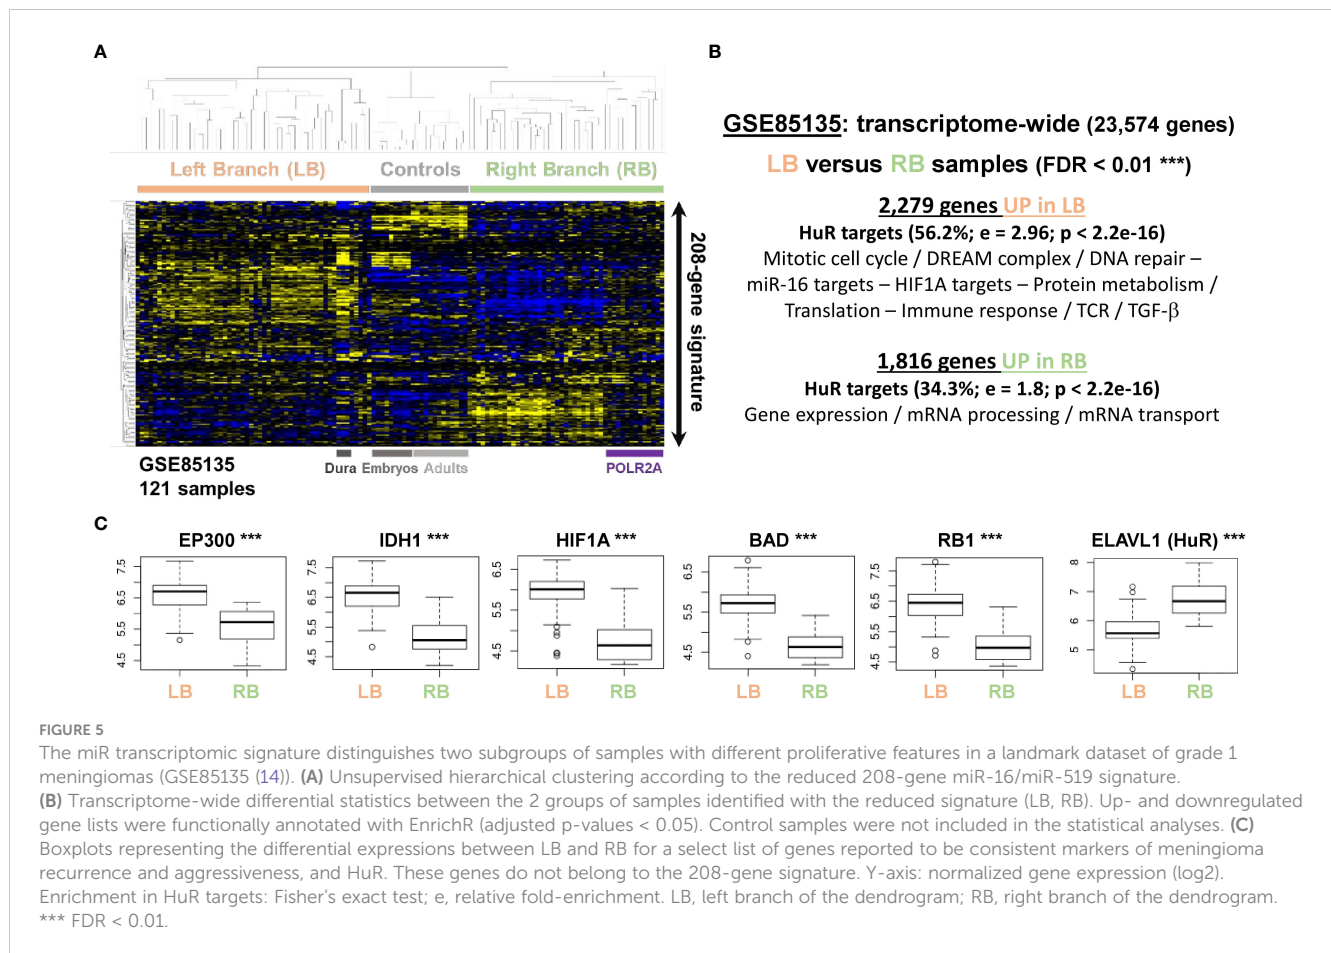 A
Left Branch (LB)
Controls
Right Branch (RB)
208-gene signature
GSE85135
121 samples
Dura
Embryos
Adults
POLR2A
B
GSE85135: transcriptome-wide (23,574 genes)
LB versus RB samples (FDR < 0.01 ***)
2,279 genes UP in LB
HuR targets (56.2%; e = 2.96; p < 2.2e-16)
Mitotic cell cycle / DREAM complex / DNA repair –
miR-16 targets – HIF1A targets – Protein metabolism /
Translation – Immune response / TCR / TGF-β
1,816 genes UP in RB
HuR targets (34.3%; e = 1.8; p < 2.2e-16)
Gene expression / mRNA processing / mRNA transport
C
EP300 ***
7.5
6.5
5.5
4.5
LB
RB
IDH1 ***
7.5
6.5
5.5
4.5
LB
RB
HIF1A ***
6.5
5.5
4.5
LB
RB
BAD ***
6.5
5.5
4.5
LB
RB
RB1 ***
7.5
6.5
5.5
4.5
LB
RB
ELAVL1 (HuR) ***
8
7
6
5
LB
RB
FIGURE 5
The miR transcriptomic signature distinguishes two subgroups of samples with different proliferative features in a landmark dataset of grade 1
meningiomas (GSE85135 (14)). (A) Unsupervised hierarchical clustering according to the reduced 208-gene miR-16/miR-519 signature.
(B) Transcriptome-wide differential statistics between the 2 groups of samples identified with the reduced signature (LB, RB). Up- and downregulated
gene lists were functionally annotated with EnrichR (adjusted p-values < 0.05). Control samples were not included in the statistical analyses. (C)
Boxplots representing the differential expressions between LB and RB for a select list of genes reported to be consistent markers of meningioma
recurrence and aggressiveness, and HuR. These genes do not belong to the 208-gene signature. Y-axis: normalized gene expression (log2).
Enrichment in HuR targets: Fisher's exact test; e, relative fold-enrichment. LB, left branch of the dendrogram; RB, right branch of the dendrogram.
*** FDR < 0.01.